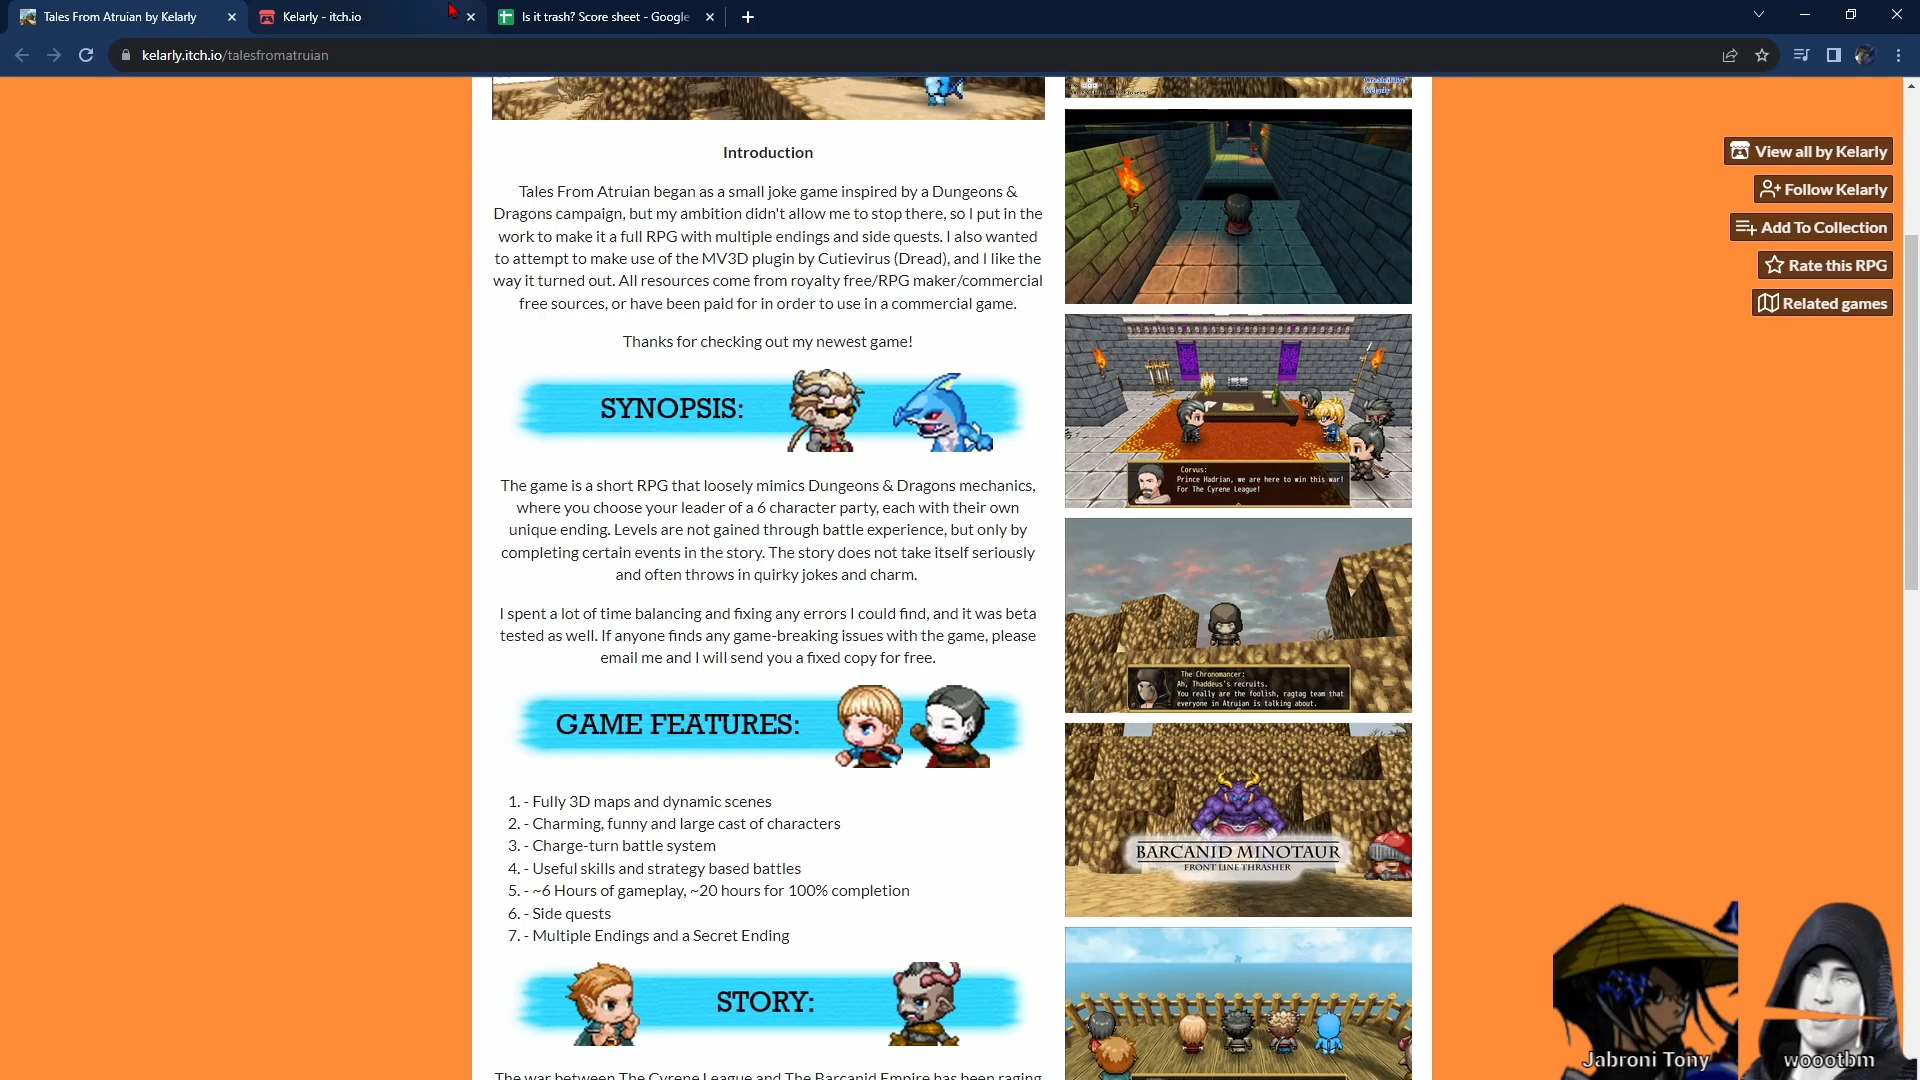 Tales From Atruian by Kelarly
Kelarly - itch.io
Is it trash? Score sheet - Google
kelarly.itch.io/talesfromatruian
Introduction
Tales From Atruian began as a small joke game inspired by a Dungeons &
Dragons campaign, but my ambition didn't allow me to stop there, so I put in the
work to make it a full RPG with multiple endings and side quests. I also wanted
to attempt to make use of the MV3D plugin by Cutievirus (Dread), and I like the
way it turned out. All resources come from royalty free/RPG maker/commercial
free sources, or have been paid for in order to use in a commercial game.
Thanks for checking out my newest game!
SYNOPSIS:
The game is a short RPG that loosely mimics Dungeons & Dragons mechanics,
where you choose your leader of a 6 character party, each with their own
unique ending. Levels are not gained through battle experience, but only by
completing certain events in the story. The story does not take itself seriously
and often throws in quirky jokes and charm.
I spent a lot of time balancing and fixing any errors I could find, and it was beta
tested as well. If anyone finds any game-breaking issues with the game, please
email me and I will send you a fixed copy for free.
GAME FEATURES:
1. - Fully 3D maps and dynamic scenes
2. - Charming, funny and large cast of characters
3. - Charge-turn battle system
4. - Useful skills and strategy based battles
5. - ~6 Hours of gameplay, ~20 hours for 100% completion
6. - Side quests
7. - Multiple Endings and a Secret Ending
STORY:
The war between The Cyrene League and The Barcanid Empire has been raging
Kelarly
Corvus:
Prince Hadrian, we are here to win this war!
For The Cyrene League!
The Chronomancer:
Ah, Thaddeus's recruits.
You really are the foolish, ragtag team that
everyone in Atruian is talking about.
BARCANID MINOTAUR
FRONT LINE THRASHER
View all by Kelarly
Follow Kelarly
Add To Collection
Rate this RPG
Related games
Jabroni Tony
woootbm